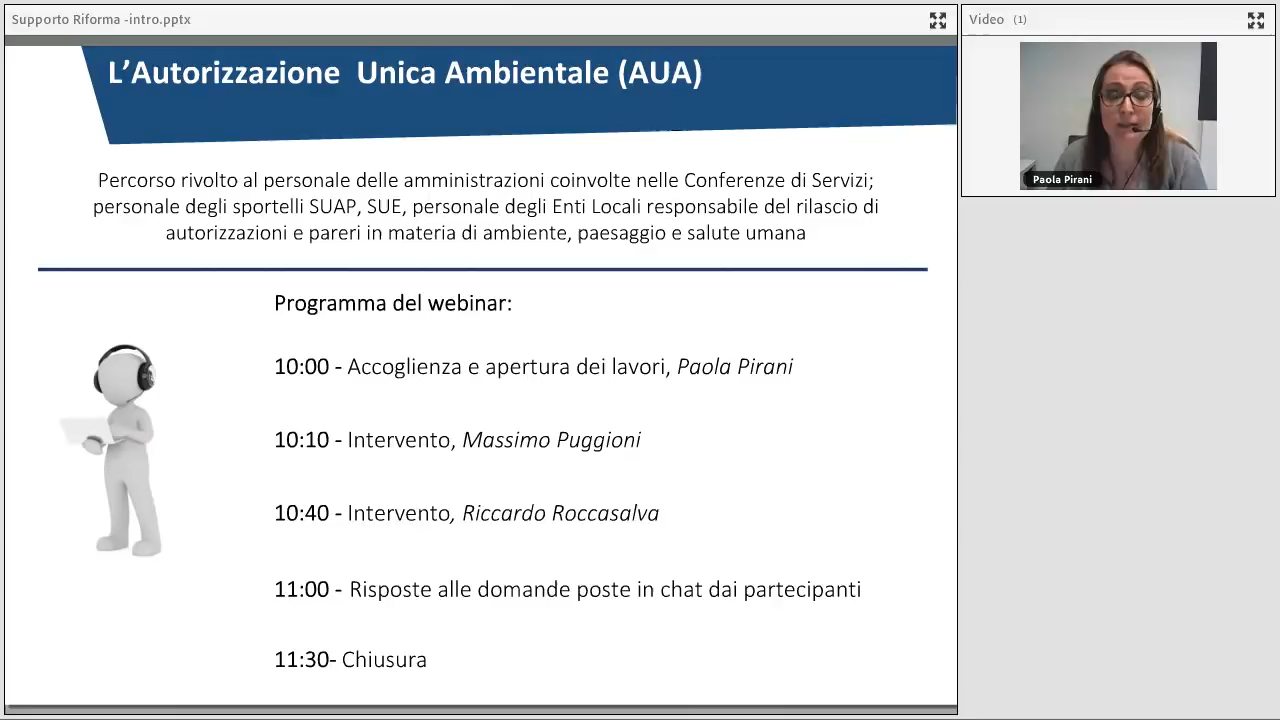 Supporto Riforma -intro.pptx
Video (1)
L'Autorizzazione Unica Ambientale (AUA)
Paola Pirani
Percorso rivolto al personale delle amministrazioni coinvolte nelle Conferenze di Servizi;
personale degli sportelli SUAP, SUE, personale degli Enti Locali responsabile del rilascio di
autorizzazioni e pareri in materia di ambiente, paesaggio e salute umana
Programma del webinar:
10:00 - Accoglienza e apertura dei lavori, Paola Pirani
10:10 - Intervento, Massimo Puggioni
10:40 - Intervento, Riccardo Roccasalva
11:00 - Risposte alle domande poste in chat dai partecipanti
11:30- Chiusura